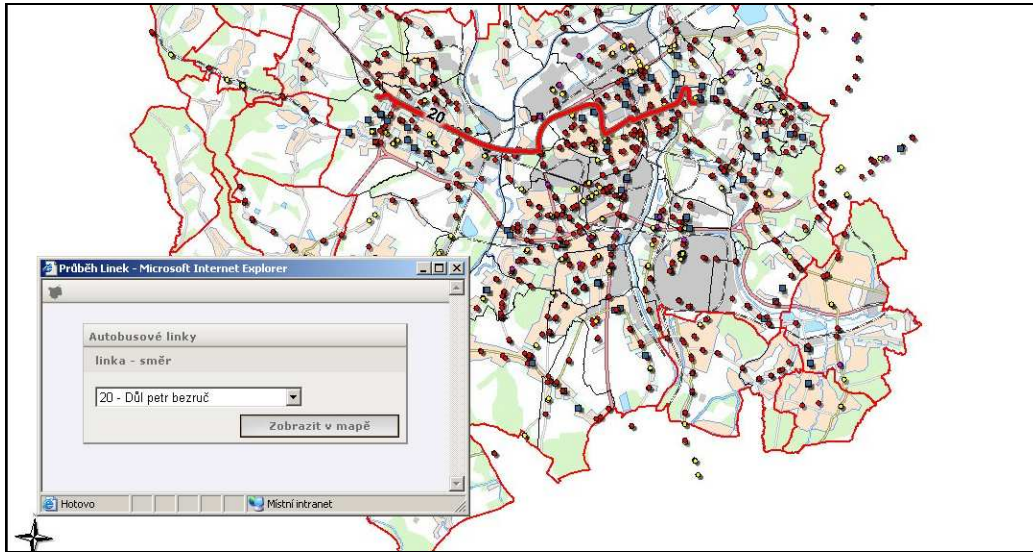 20
Průběh Linek - Microsoft Internet Explorer
Autobusové linky
linka - směr
20 - Důl petr bezruč
Zobrazit v mapě
Hotovo
Místní intranet